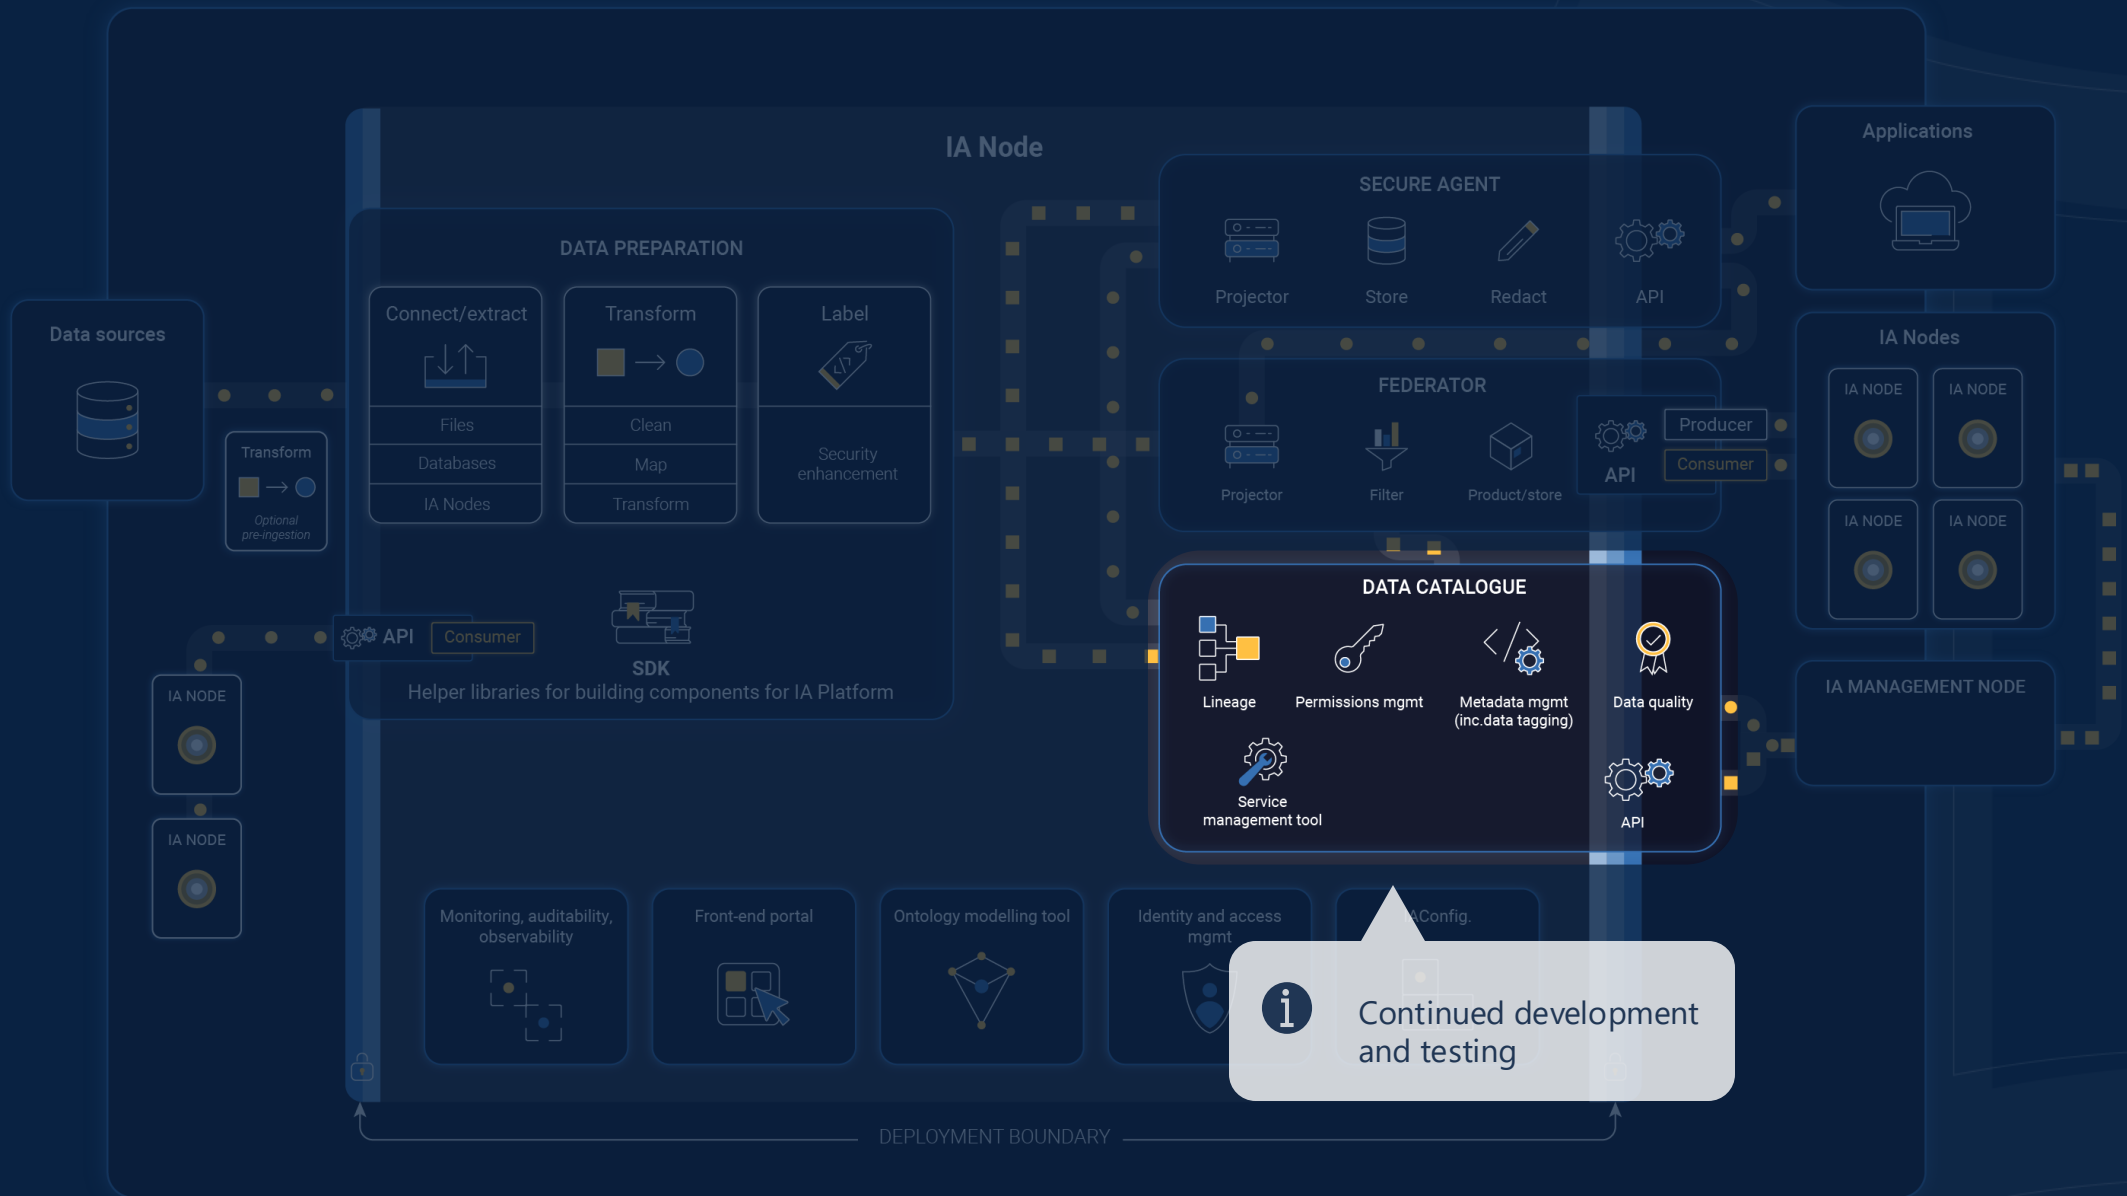 IA Node
Applications
SECURE AGENT
Projector
Store
Redact
API
DATA PREPARATION
Connect/extract
Files
Databases
IA Nodes
Transform
Clean
Map
Transform
Label
Security
enhancement
Data sources
Transform
Optional
pre-ingestion
FEDERATOR
Projector
Filter
Product/store
API
Producer
Consumer
IA Nodes
IA NODE
IA NODE
IA NODE
IA NODE
API
Consumer
SDK
Helper libraries for building components for IA Platform
IA NODE
IA NODE
DATA CATALOGUE
Lineage
Permissions mgmt
Metadata mgmt
(inc.data tagging)
Data quality
Service
management tool
API
IA MANAGEMENT NODE
Monitoring, auditability,
observability
Front-end portal
Ontology modelling tool
Identity and access
mgmt
Continued development
and testing
DEPLOYMENT BOUNDARY